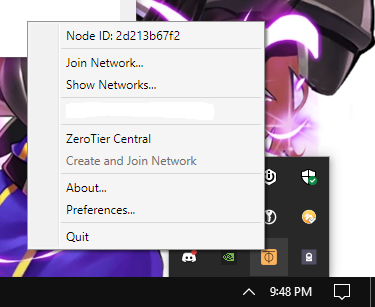 Node ID: 2d213b67f2
Join Network...
Show Networks...
ZeroTier Central
Create and Join Network
About...
Preferences...
Quit
9:48 PM